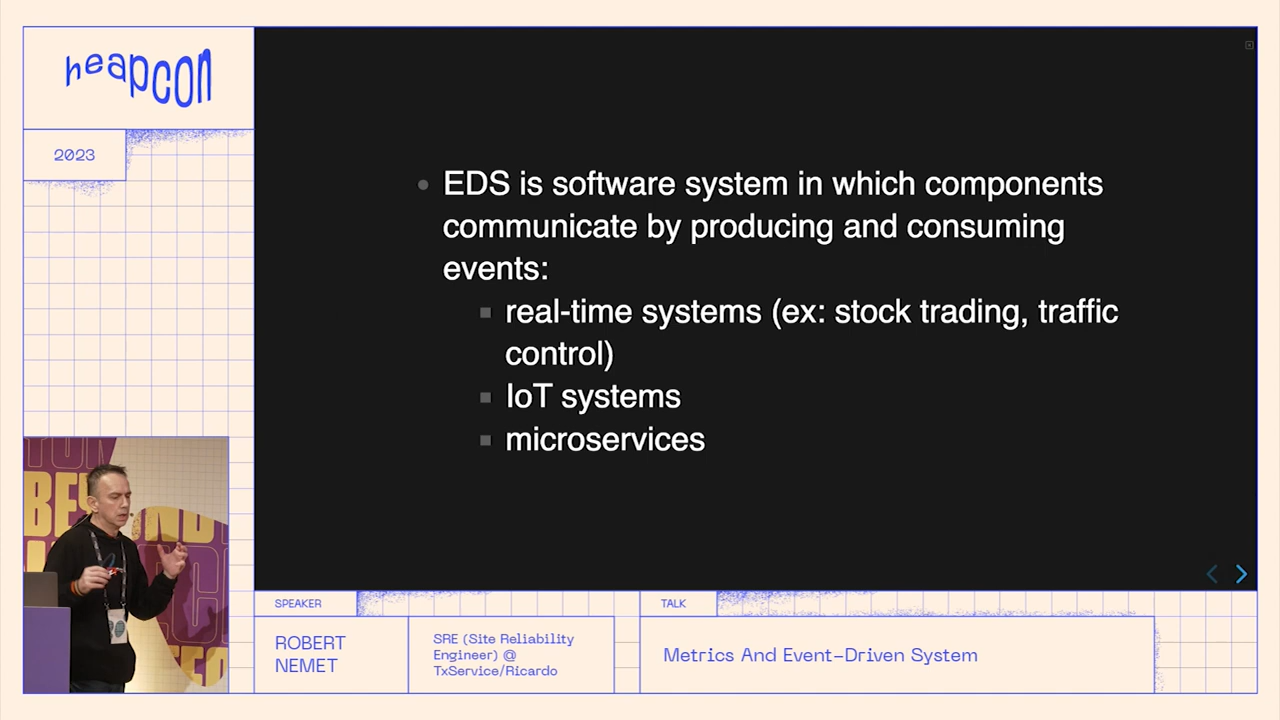 heapcon
2023
EDS is software system in which components
communicate by producing and consuming
events:
real-time systems (ex: stock trading, traffic
control)
IoT systems
microservices
SPEAKER
ROBERT
NEMET
SRE (Site Reliability
Engineer) @
TxService/Ricardo
TALK
Metrics And Event-Driven System